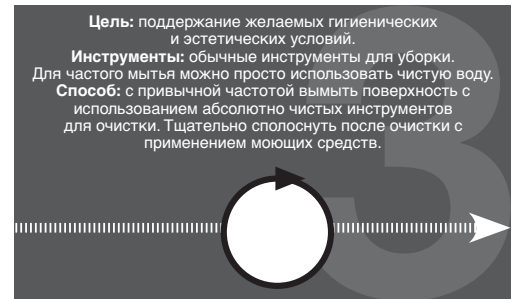 Цель: поддержание желаемых гигиенических
и эстетических условий.
Инструменты: обычные инструменты для уборки.
Для частого мытья можно просто использовать чистую воду.
Способ: с привычной частотой вымыть поверхность с
использованием абсолютно чистых инструментов
для очистки. Тщательно сполоснуть после очистки с
применением моющих средств.
3